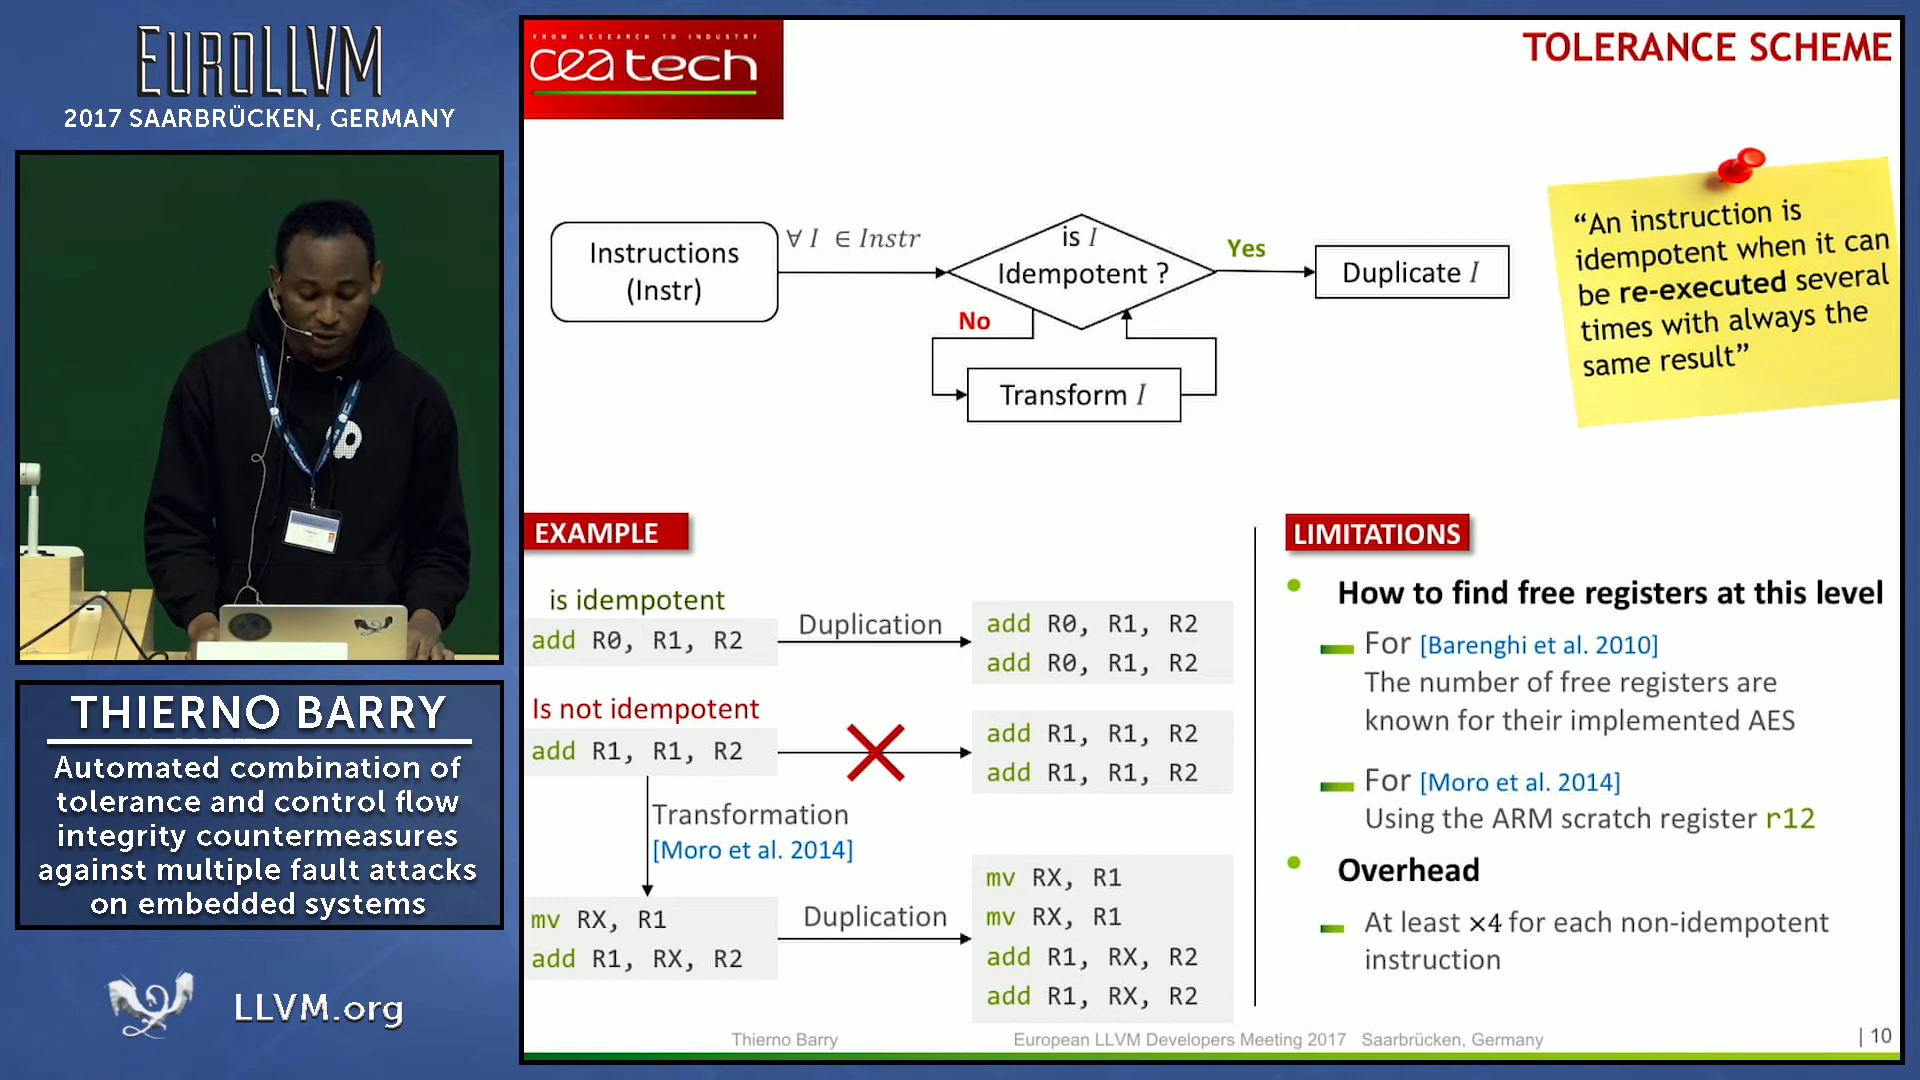 EUROLLVM
2017 SAARBRÜCKEN, GERMANY
THIERNO BARRY
Automated combination of
tolerance and control flow
integrity countermeasures
against multiple fault attacks
on embedded systems
LLVM.org
FROM RESEARCH TO INDUSTRY
cea tech
TOLERANCE SCHEME
Instructions
(Instr)
∀ I ∈ Instr
is I
Idempotent ?
Yes
Duplicate I
No
Transform I
“An instruction is
idempotent when it can
be re-executed several
times with always the
same result”
EXAMPLE
is idempotent
add R0, R1, R2
Duplication
add R0, R1, R2
add R0, R1, R2
Is not idempotent
add R1, R1, R2
add R1, R1, R2
add R1, R1, R2
Transformation
[Moro et al. 2014]
mv RX, R1
add R1, RX, R2
Duplication
mv RX, R1
mv RX, R1
add R1, RX, R2
add R1, RX, R2
LIMITATIONS
• How to find free registers at this level
For [Barenghi et al. 2010]
The number of free registers are
known for their implemented AES
For [Moro et al. 2014]
Using the ARM scratch register r12
• Overhead
At least ×4 for each non-idempotent
instruction
Thierno Barry
European LLVM Developers Meeting 2017 Saarbrücken, Germany
| 10